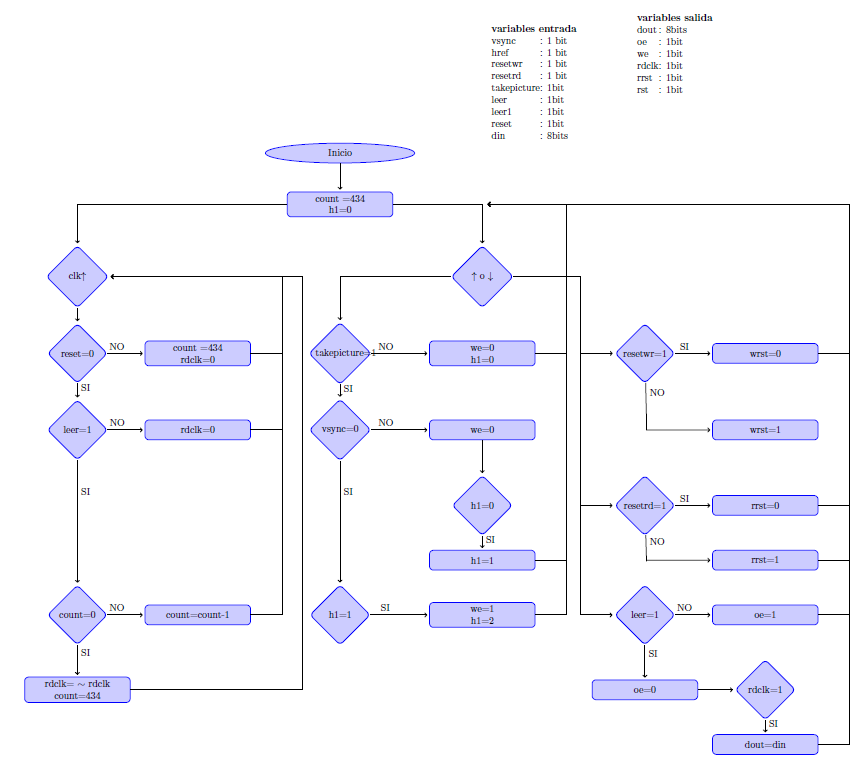 variables entrada
vsync : 1 bit
href : 1 bit
resetwr : 1 bit
resetrd : 1 bit
takepicture: 1bit
leer : 1bit
leer1 : 1bit
reset : 1bit
din : 8bits
variables salida
dout : 8bits
oe : 1bit
we : 1bit
rdclk: 1bit
rrst : 1bit
rst : 1bit
Inicio
count =434
h1=0
clk↑
reset=0
NO
count =434
rdclk=0
SI
leer=1
NO
rdclk=0
SI
count=0
NO
count=count-1
SI
rdclk= ∼ rdclk
count=434
↑ o ↓
takepicture=1
NO
we=0
h1=0
SI
vsync=0
NO
we=0
SI
h1=0
SI
h1=1
h1=1
SI
we=1
h1=2
resetwr=1
SI
wrst=0
NO
wrst=1
resetrd=1
SI
rrst=0
NO
rrst=1
leer=1
NO
oe=1
SI
oe=0
rdclk=1
SI
dout=din